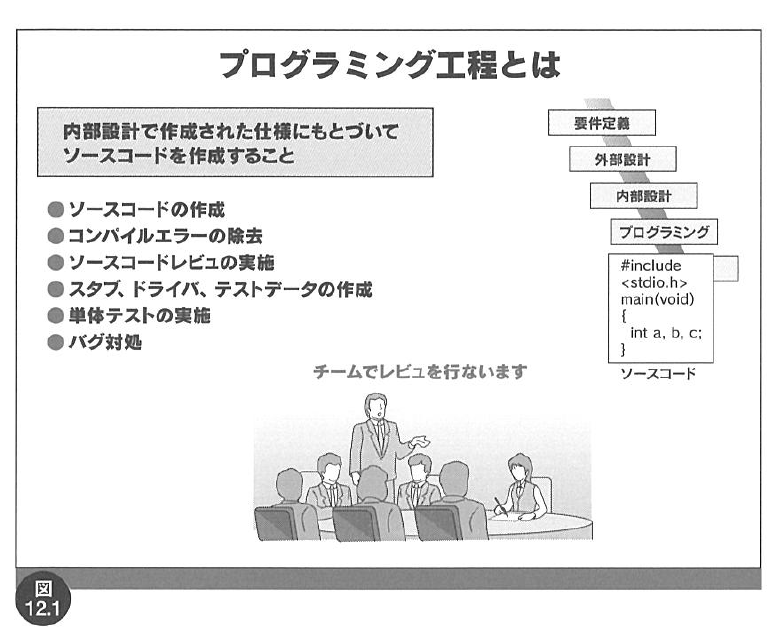 プログラミング工程とは
内部設計で作成された仕様にもとづいて
ソースコードを作成すること
●ソースコードの作成
●コンパイルエラーの除去
●ソースコードレビュの実施
●スタブ、ドライバ、テストデータの作成
●単体テストの実施
●バグ対処
要件定義
外部設計
内部設計
プログラミング
#include
<stdio.h>
main(void)
{
int a, b, c;
}
ソースコード
チームでレビュを行ないます
図
12.1